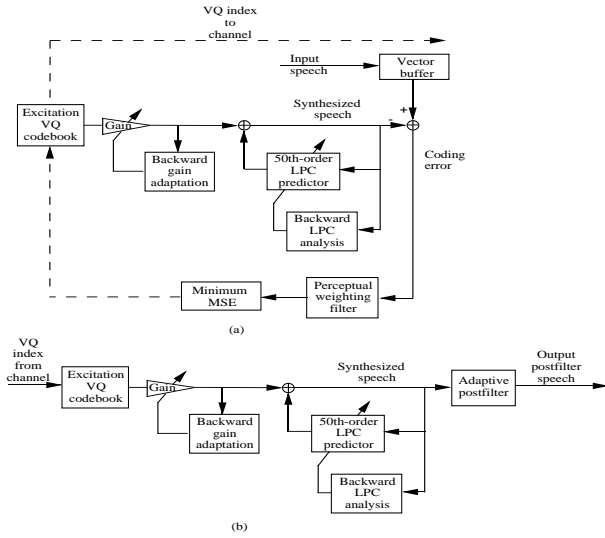 VQ index
to
channel
Input
speech
Vector
buffer
Excitation
VQ
codebook
Gain
Synthesized
speech
+
-
Backward
gain
adaptation
50th-order
LPC
predictor
Coding
error
Backward
LPC
analysis
Minimum
MSE
Perceptual
weighting
filter
(a)
VQ
index
from
channel
Excitation
VQ
codebook
Gain
Synthesized
speech
Adaptive
postfilter
Output
postfilter
speech
Backward
gain
adaptation
50th-order
LPC
predictor
Backward
LPC
analysis
(b)